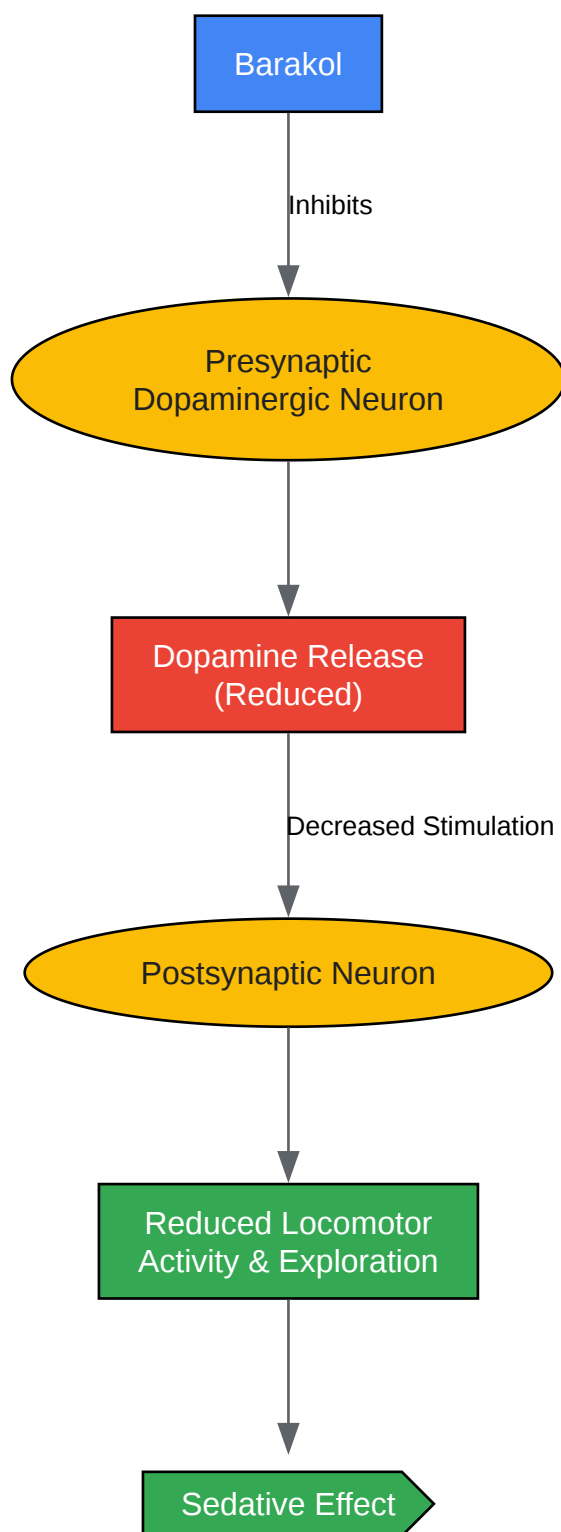 Barakol
Inhibits
Presynaptic
Dopaminergic Neuron
Dopamine Release
(Reduced)
Decreased Stimulation
Postsynaptic Neuron
Reduced Locomotor
Activity & Exploration
Sedative Effect